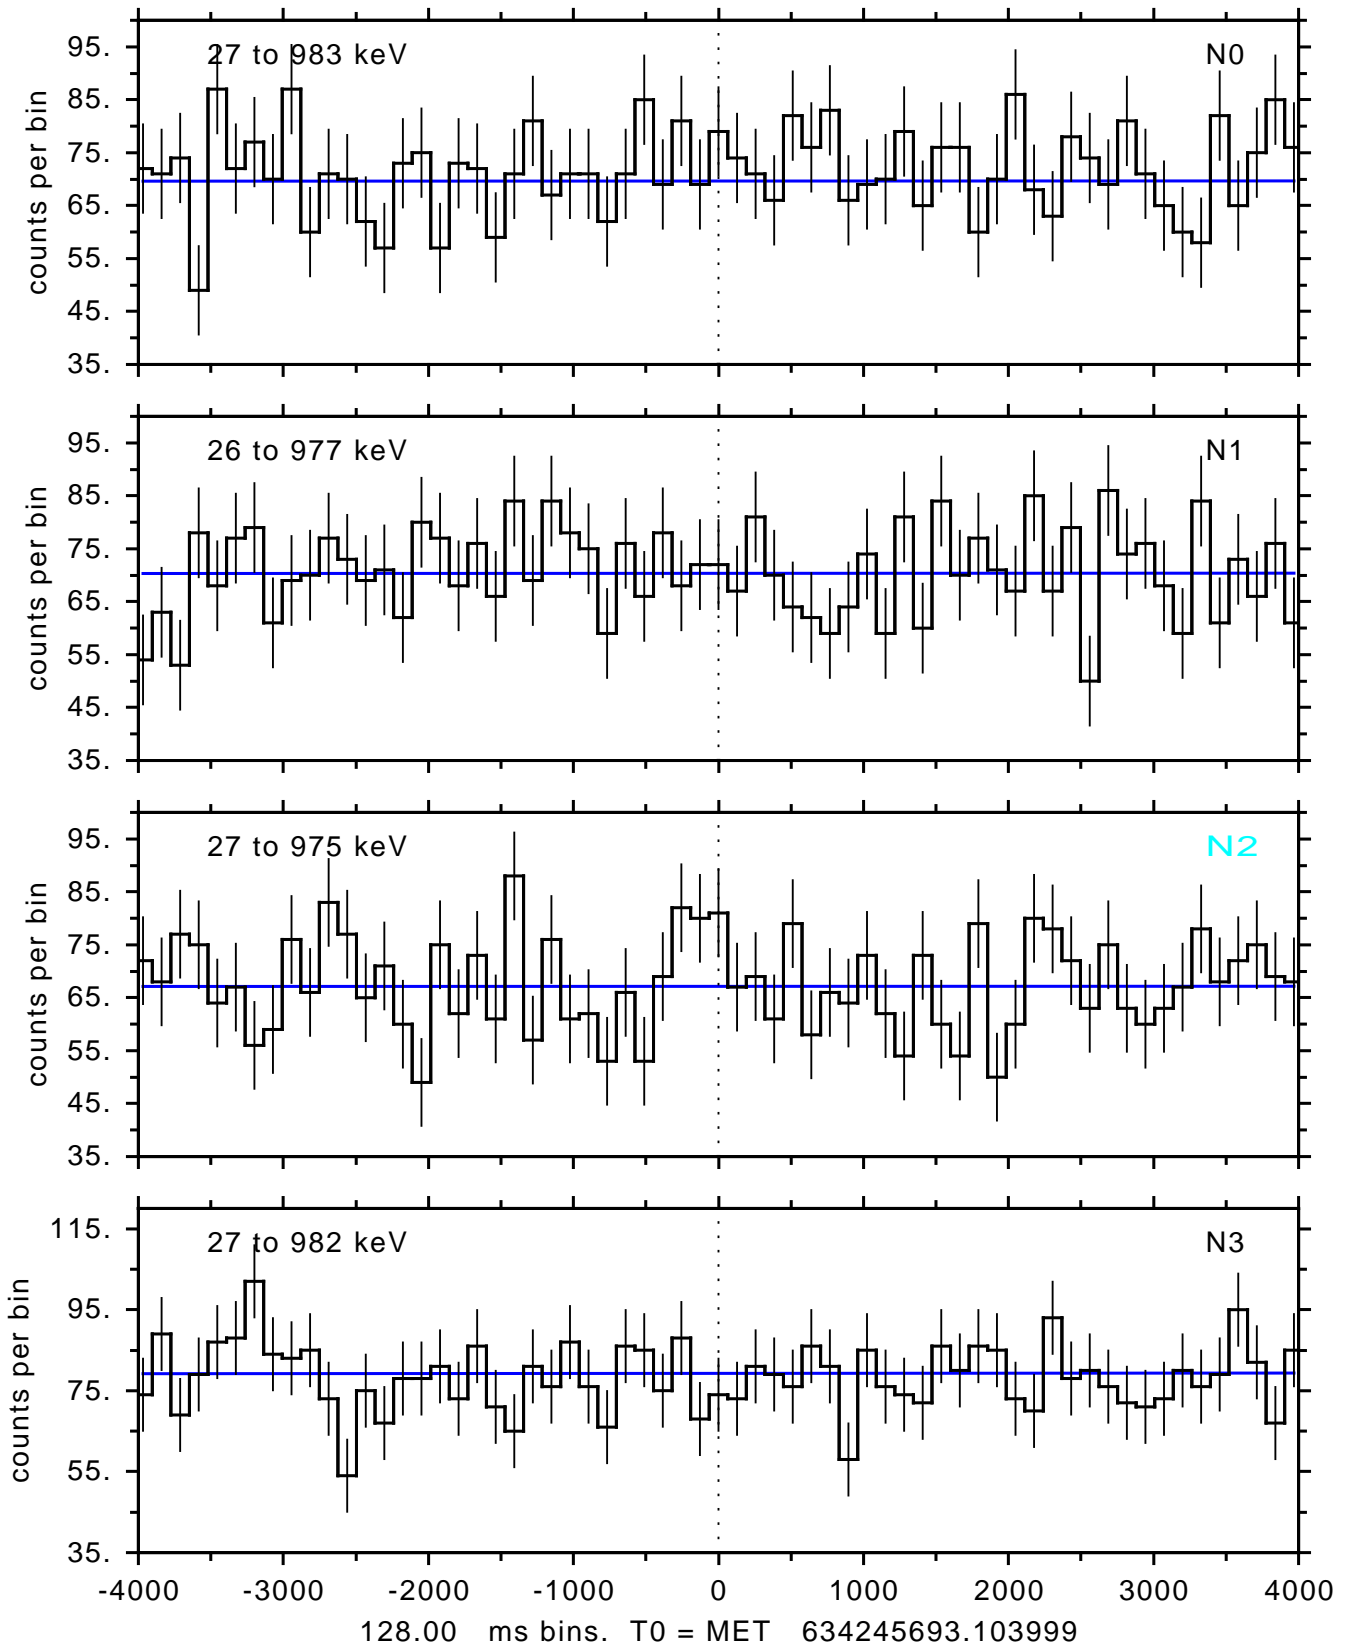 27 to 983 keV N0
95.
85.
75.
65.
55.
45.
35.
counts per bin
26 to 977 keV N1
95.
85.
75.
65.
55.
45.
35.
counts per bin
27 to 975 keV N2
95.
85.
75.
65.
55.
45.
35.
counts per bin
27 to 982 keV N3
115.
95.
75.
55.
35.
counts per bin
-4000 -3000 -2000 -1000 0 1000 2000 3000 4000
128.00 ms bins. T0 = MET 634245693.103999